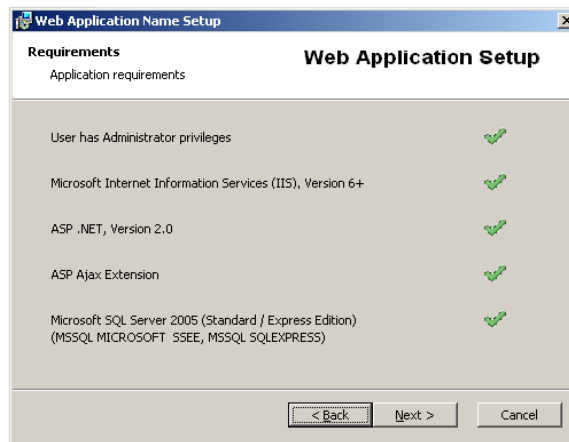 Web Application Name Setup
Requirements
Web Application Setup
Application requirements
User has Administrator privileges
Microsoft Internet Information Services (IIS), Version 6+
ASP .NET, Version 2.0
ASP Ajax Extension
Microsoft SQL Server 2005 (Standard / Express Edition)
(MSSQL MICROSOFT SSEE, MSSQL SQLEXPRESS)
< Back
Next >
Cancel